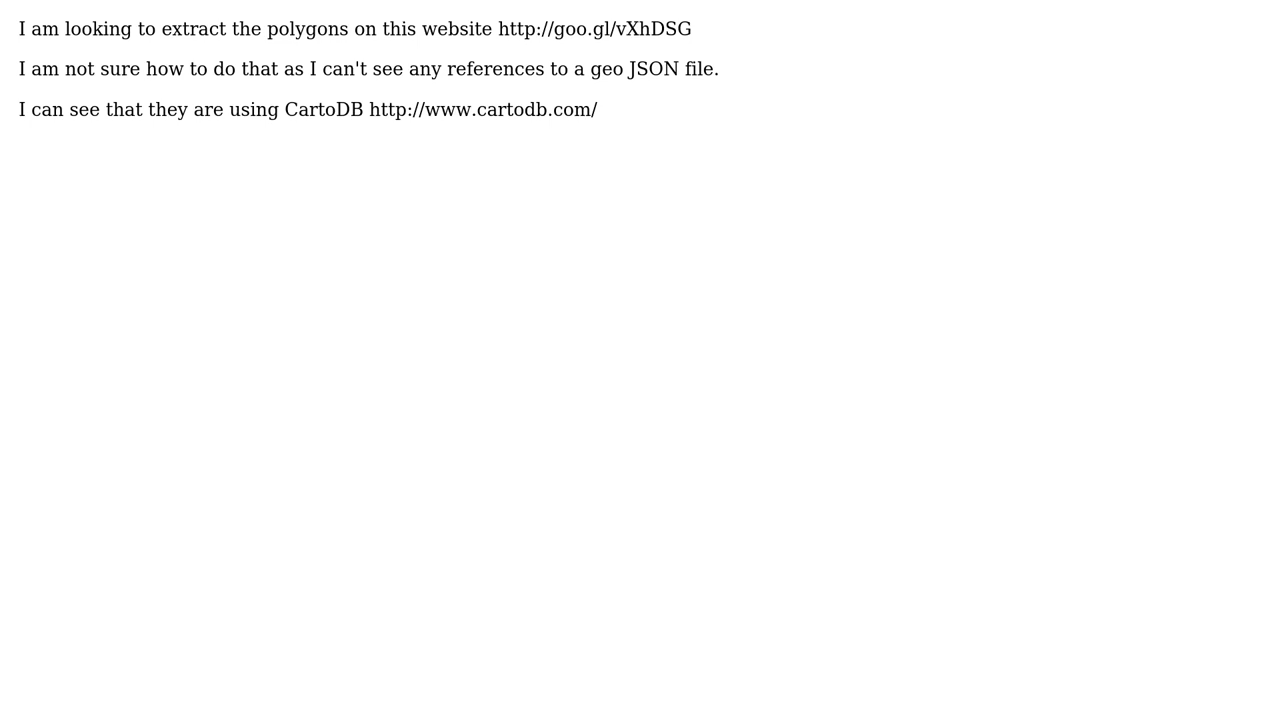 I am looking to extract the polygons on this website http://goo.gl/vXhDSG
I am not sure how to do that as I can't see any references to a geo JSON file.
I can see that they are using CartoDB http://www.cartodb.com/